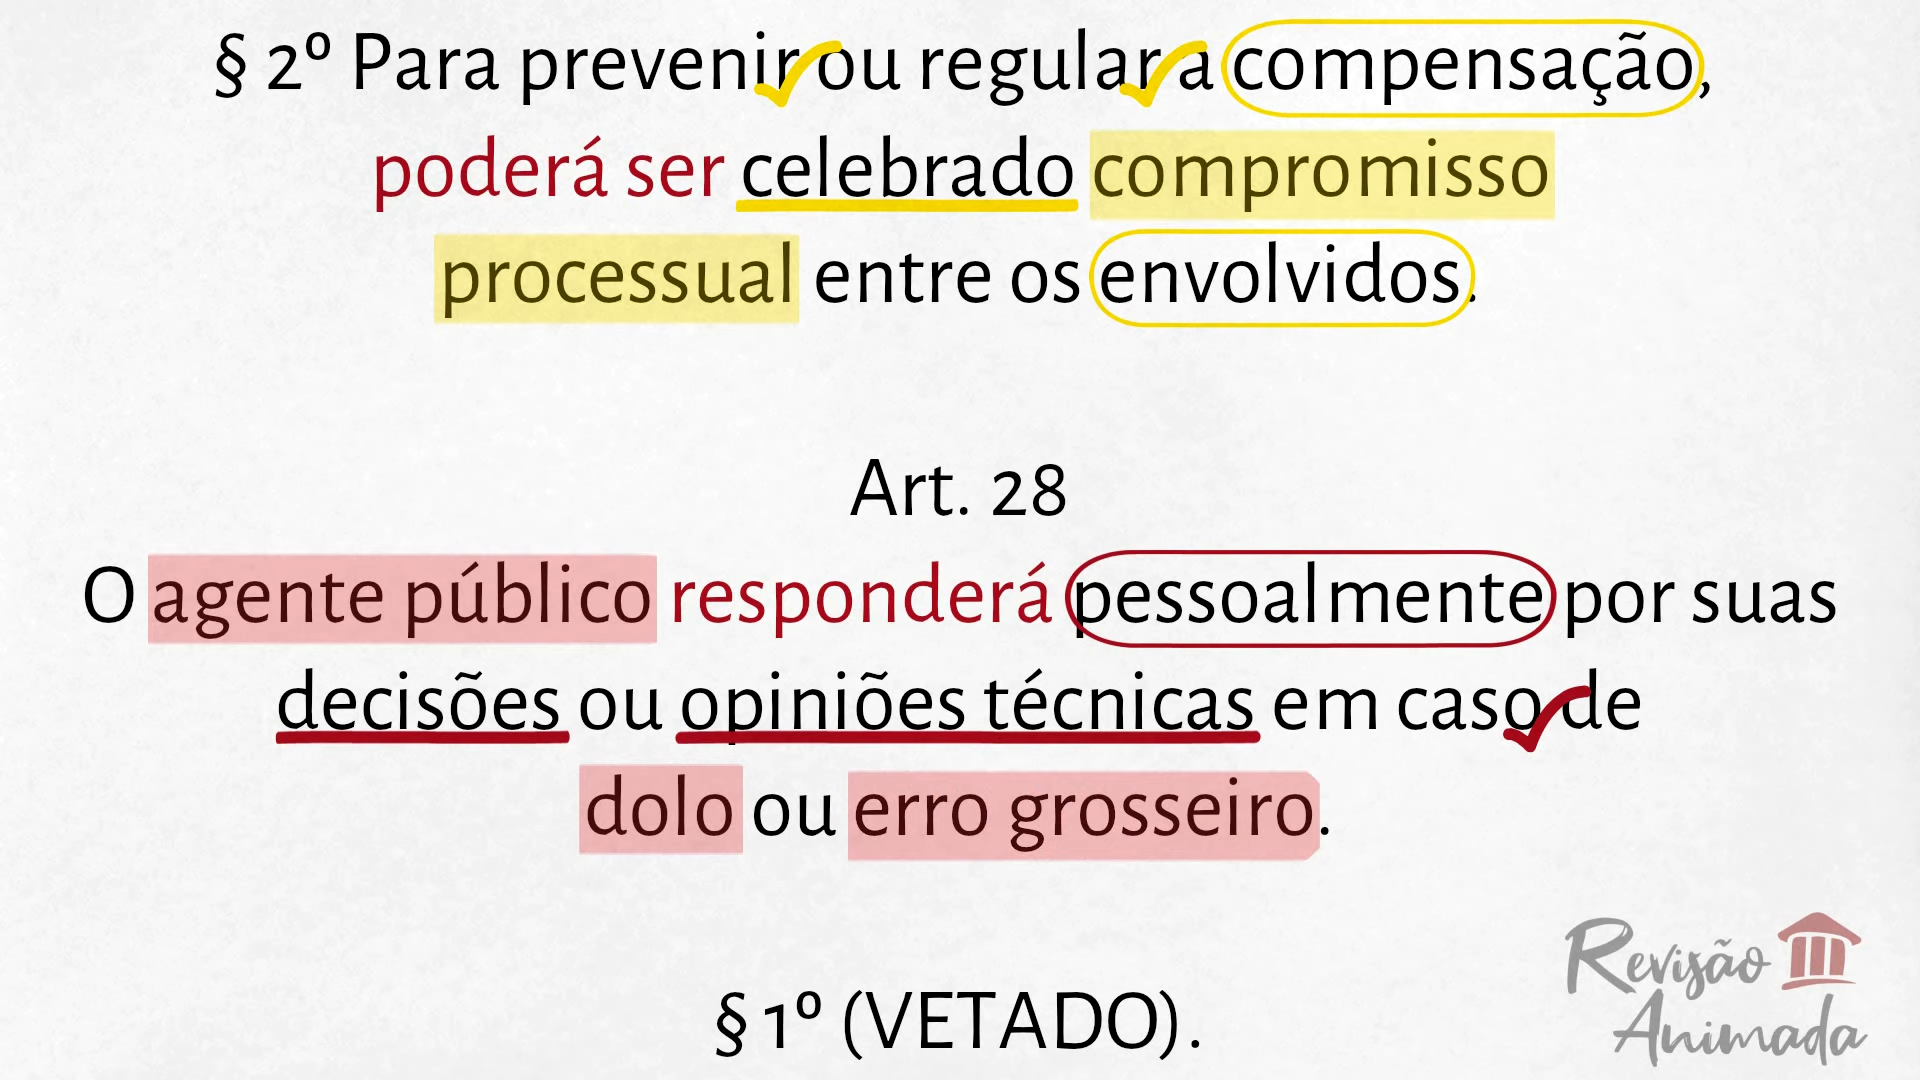 § 2º Para prevenir ou regular a compensação,
poderá ser celebrado compromisso
processual entre os envolvidos.
Art. 28
O agente público responderá pessoalmente por suas
decisões ou opiniões técnicas em caso de
dolo ou erro grosseiro.
§ 1º (VETADO).
Revisão
Animada